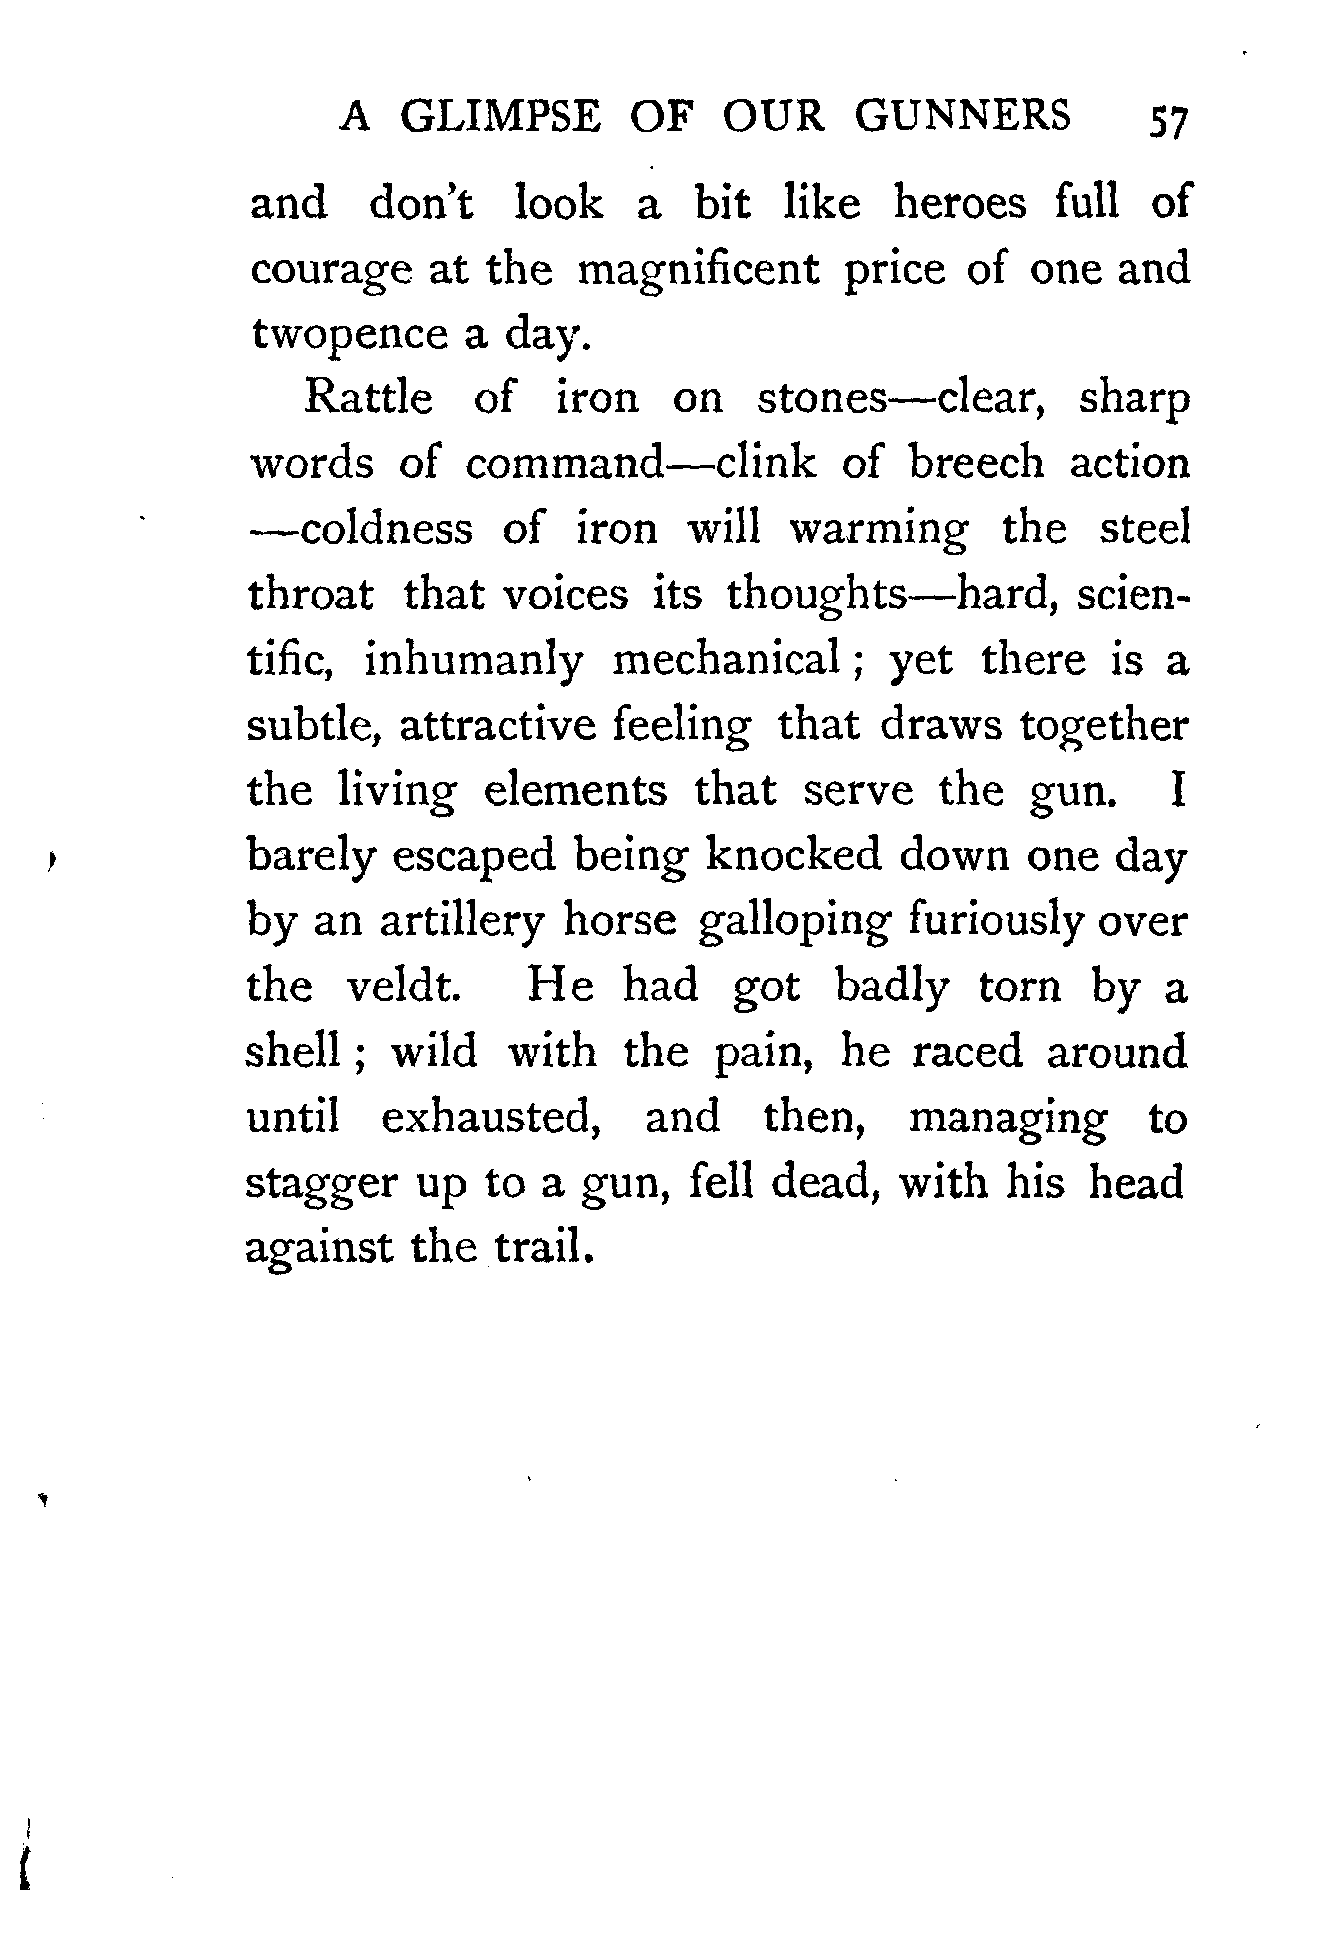 A GLIMPSE OF OUR GUNNERS 57
and don't look a bit like heroes full of
courage at the magnificent price of one and
twopence a day.
Rattle of iron on stones—clear, sharp
words of command—clink of breech action
—coldness of iron will warming the steel
throat that voices its thoughts—hard, scien-
tific, inhumanly mechanical ; yet there is a
subtle, attractive feeling that draws together
the living elements that serve the gun. I
barely escaped being knocked down one day
by an artillery horse galloping furiously over
the veldt. He had got badly torn by a
shell ; wild with the pain, he raced around
until exhausted, and then, managing to
stagger up to a gun, fell dead, with his head
against the trail.